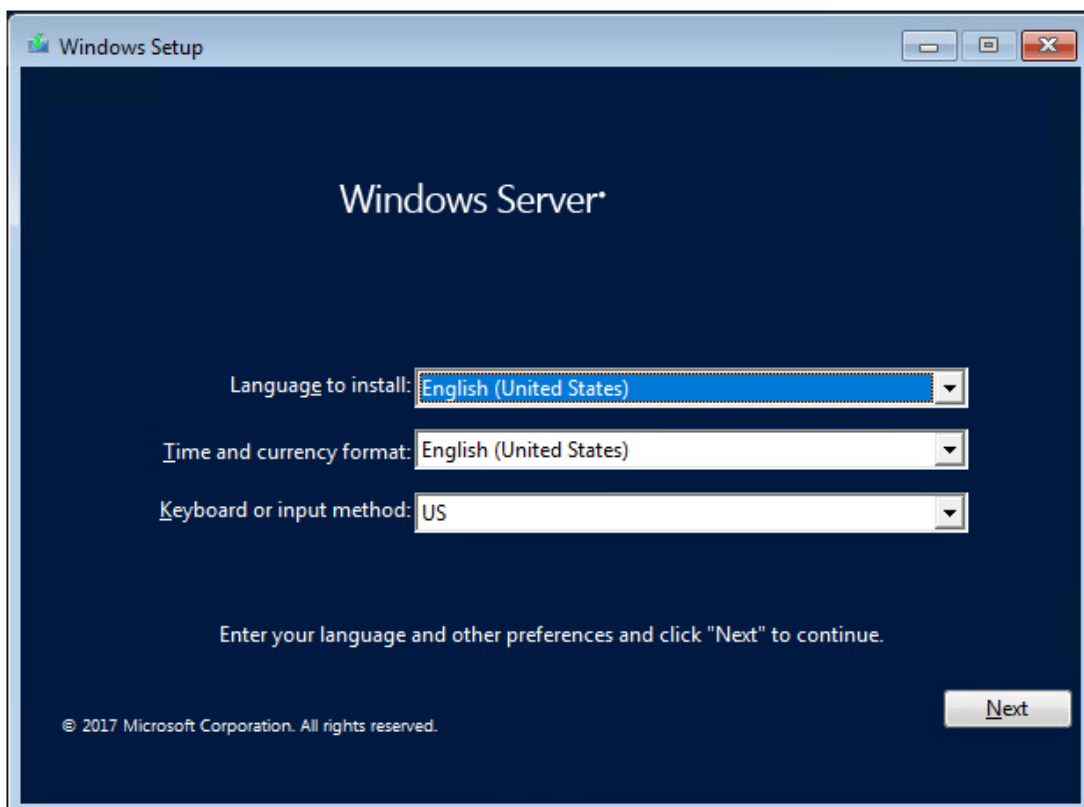 Windows Setup
Windows Server
Language to install: English (United States)
Time and currency format: English (United States)
Keyboard or input method: US
Enter your language and other preferences and click "Next" to continue.
Next
© 2017 Microsoft Corporation. All rights reserved.